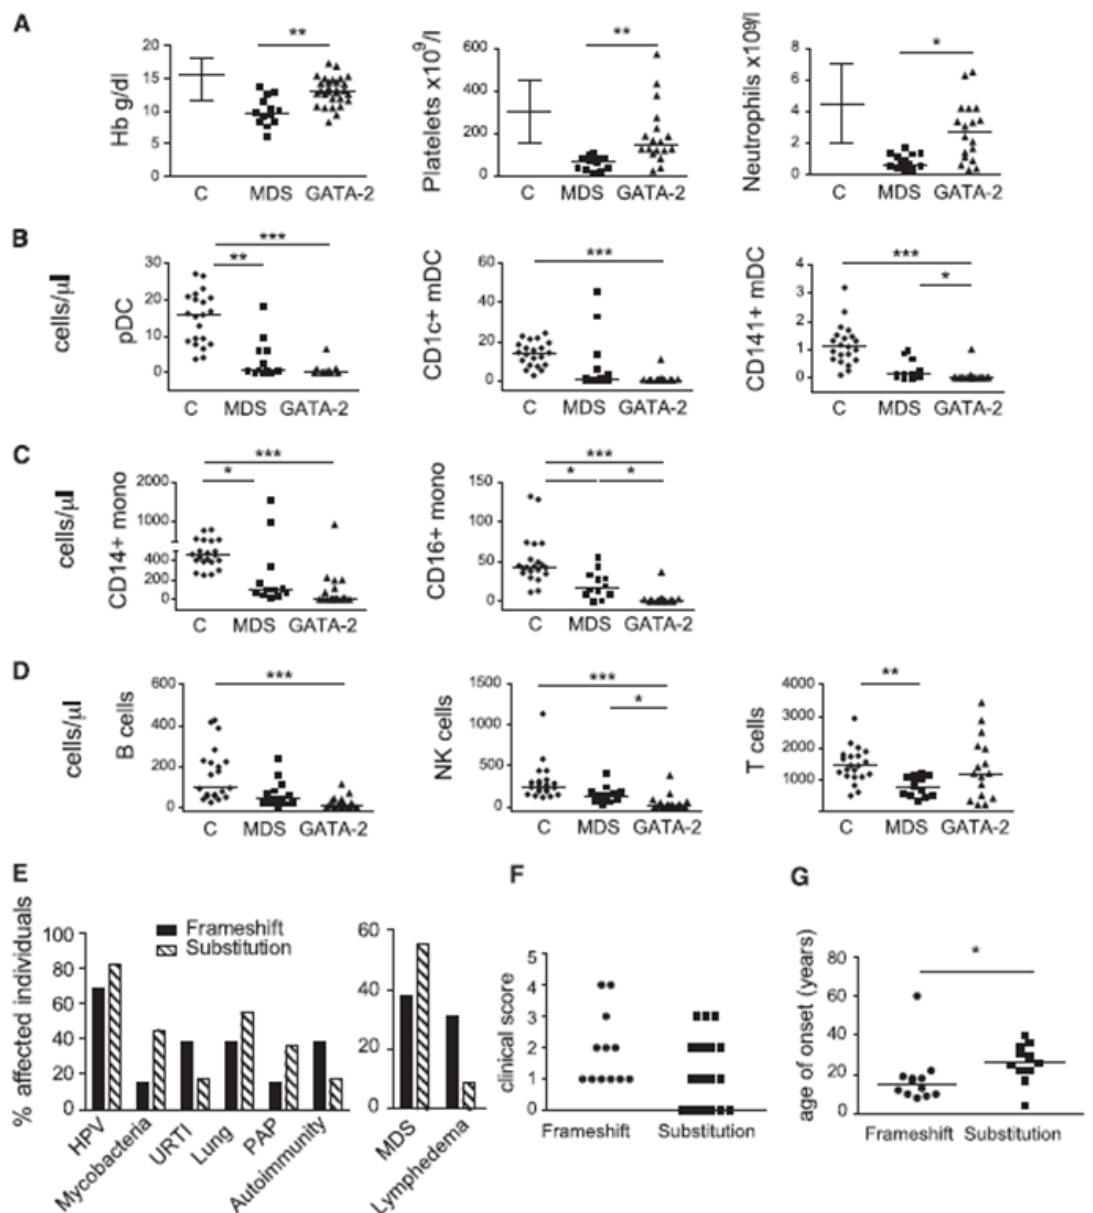 A
Hb g/dl
20
15
10
5
0
**
C MDS GATA-2
Platelets x10⁹/l
600
400
200
0
**
C MDS GATA-2
Neutrophils x10⁹/l
8
6
4
2
0
*
C MDS GATA-2
B
cells/µl
pDC
30
20
10
0
***
**
C MDS GATA-2
CD1c+ mDC
60
40
20
0
***
C MDS GATA-2
CD141+ mDC
4
3
2
1
0
***
*
C MDS GATA-2
C
cells/µl
CD14+ mono
2000
1000
400
200
0
***
*
C MDS GATA-2
CD16+ mono
150
100
50
0
***
* *
C MDS GATA-2
D
cells/µl
B cells
600
400
200
0
***
C MDS GATA-2
NK cells
1500
1000
500
0
***
*
C MDS GATA-2
T cells
4000
3000
2000
1000
**
C MDS GATA-2
E
% affected individuals
100
80
60
40
20
0
Frameshift
Substitution
HPV
Mycobacteria
URTI
Lung
PAP
Autoimmunity
60
40
20
0
MDS
Lymphedema
F
clinical score
5
4
3
2
1
0
Frameshift Substitution
G
age of onset (years)
80
60
40
20
0
*
Frameshift Substitution